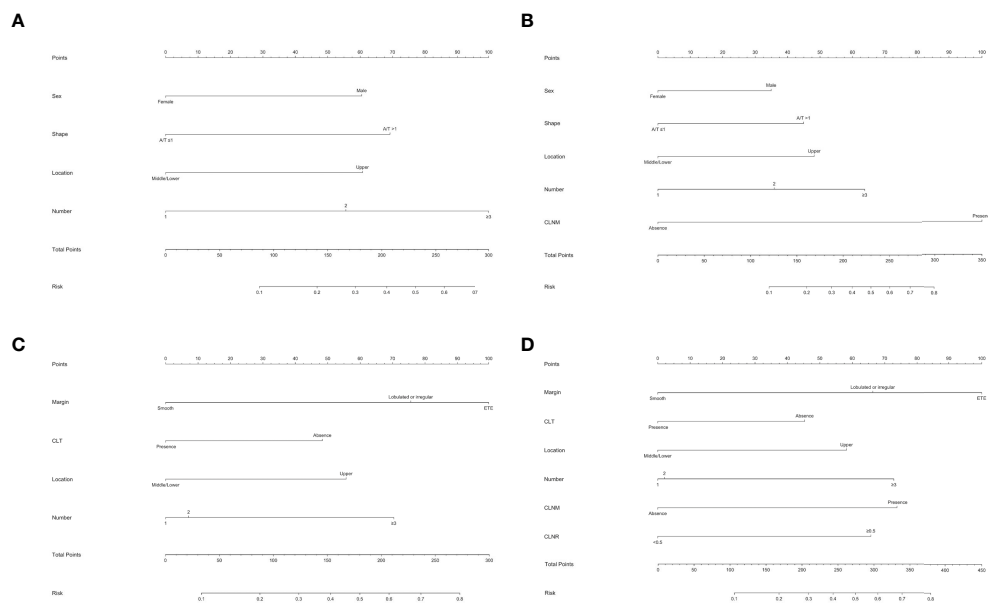 A
0 10 20 30 40 50 60 70 80 90 100
Points
Male
Sex
Female
A/T >1
Shape
A/T ≤1
Upper
Location
Middle/Lower
2
Number
1 ≥3
Total Points
0 50 100 150 200 250 300
Risk
0.1 0.2 0.3 0.4 0.5 0.6 0.7
B
0 10 20 30 40 50 60 70 80 90 100
Points
Male
Sex
Female
A/T >1
Shape
A/T ≤1
Upper
Location
Middle/Lower
2
Number
1 ≥3
Presen
CLNM
Absence
Total Points
0 50 100 150 200 250 300 350
Risk
0.1 0.2 0.3 0.4 0.5 0.6 0.7 0.8
C
0 10 20 30 40 50 60 70 80 90 100
Points
Lobulated or irregular
Margin
Smooth ETE
Absence
CLT
Presence
Upper
Location
Middle/Lower
2
Number
1 ≥3
Total Points
0 50 100 150 200 250 300
Risk
0.1 0.2 0.3 0.4 0.5 0.6 0.7 0.8
D
0 10 20 30 40 50 60 70 80 90 100
Points
Lobulated or irregular
Margin
Smooth ETE
Absence
CLT
Presence
Upper
Location
Middle/Lower
2
Number
1 ≥3
Presence
CLNM
Absence
≥0.5
CLNR
<0.5
Total Points
0 50 100 150 200 250 300 350 400 450
Risk
0.1 0.2 0.3 0.4 0.5 0.6 0.7 0.8